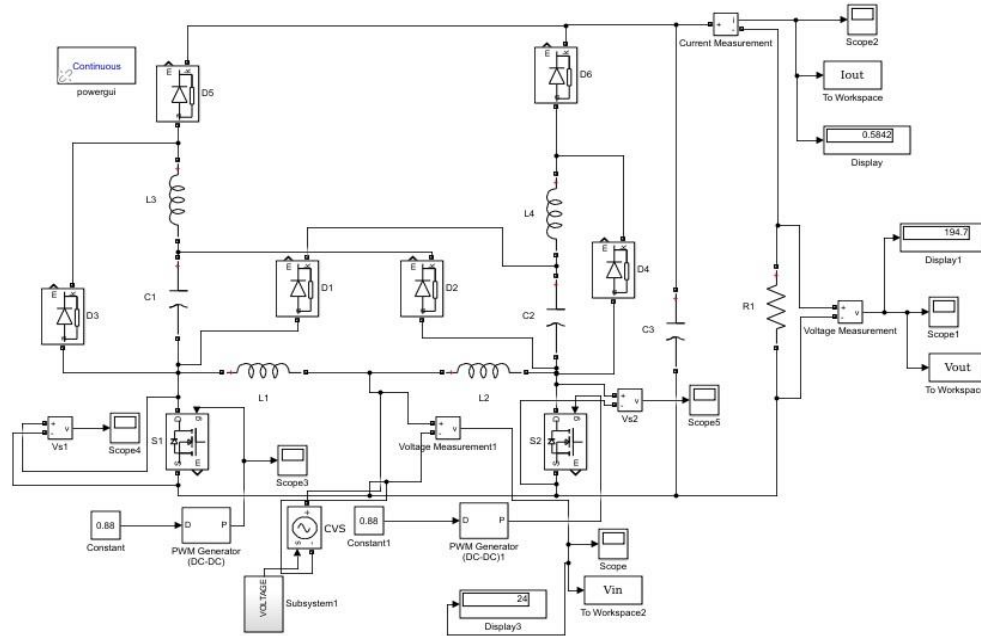 Continuous
powergui
D5
D6
Current Measurement
i
Scope2
Iout
To Workspace
0.5842
Display
L3
L4
C1
D1
D2
D3
D4
C2
C3
R1
194.7
Display1
v
Voltage Measurement
Scope1
Vout
To Workspace
L1
L2
Vs1
Scope4
S1
Scope3
Voltage Measurement1
S2
Vs2
Scope5
0.88
Constant
D
P
PWM Generator
(DC-DC)
CVS
0.88
Constant1
D
P
PWM Generator
(DC-DC)1
Scope
VOLTAGE
Subsystem1
24
Display3
Vin
To Workspace2